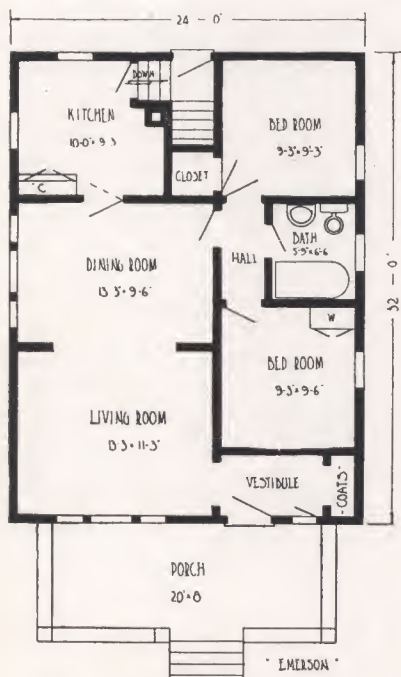 24 - 0"
DOWN
KITCHEN
10-0" × 9-3
BED ROOM
9-3" × 9'-3"
CLOSET
C
BATH
5-9" × 6-6
DINING ROOM
13 3" × 9-6"
HALL
32 - 0"
W
BED ROOM
9-3" × 9-6"
LIVING ROOM
13-3 × 11-3"
VESTIBULE
-COATS-
PORCH
20' × 8
"EMERSON"